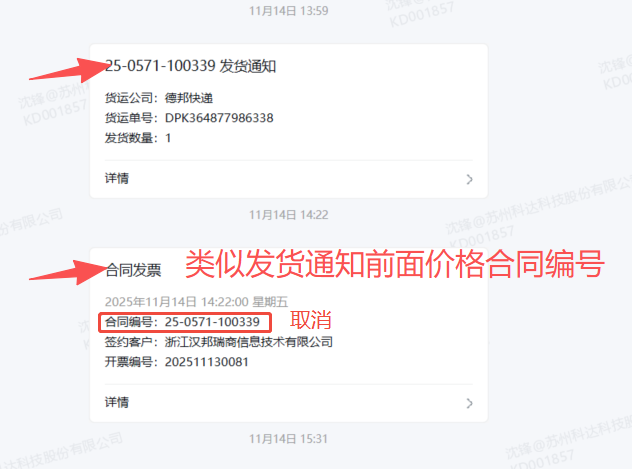 11月14日 13:59
沈烽@苏州
KD001857
25-0571-100339 发货通知
货运公司：德邦快递
货运单号：DPK364877986338
发货数量：1
详情
11月14日 14:22
沈烽@苏州科达科技股份有限公司
KD001857
合同发票
类似发货通知前面价格合同编号
2025年11月14日 14:22:00 星期五
合同编号：25-0571-100339
取消
签约客户：浙江汉邦瑞商信息技术有限公司
开票编号：202511130081
详情
11月14日 15:31